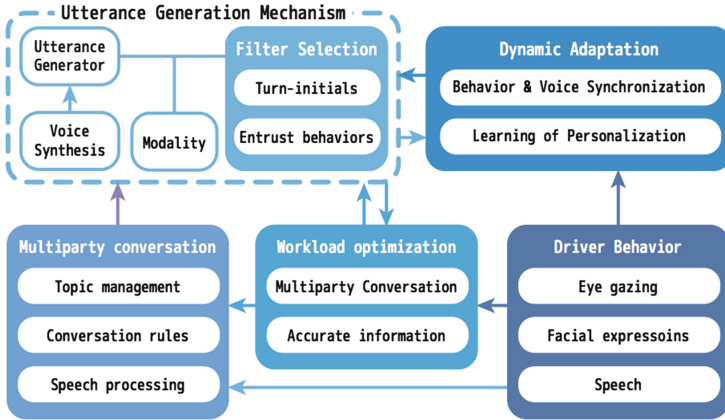 Utterance Generation Mechanism
Utterance
Generator
Voice
Synthesis
Modality
Filter Selection
Turn-initials
Entrust behaviors
Dynamic Adaptation
Behavior & Voice Synchronization
Learning of Personalization
Multiparty conversation
Topic management
Conversation rules
Speech processing
Workload optimization
Multiparty Conversation
Accurate information
Driver Behavior
Eye gazing
Facial expressoins
Speech